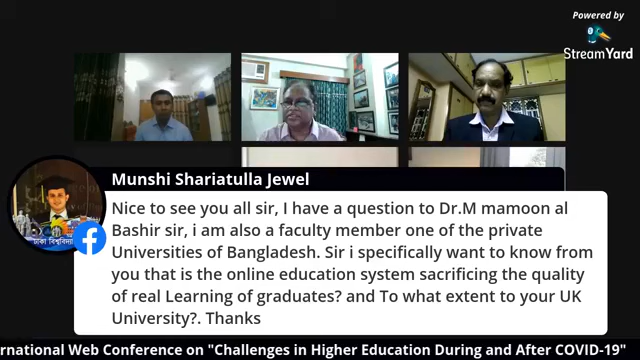 Powered by
StreamYard
Munshi Shariatulla Jewel
Nice to see you all sir, I have a question to Dr.M mamoon al
Bashir sir, i am also a faculty member one of the private
Universities of Bangladesh. Sir i specifically want to know from
you that is the online education system sacrificing the quality
of real Learning of graduates? and To what extent to your UK
University?. Thanks
ঢাকা বিশ্ববিদ্য
rnational Web Conference on "Challenges in Higher Education During and After COVID-19"